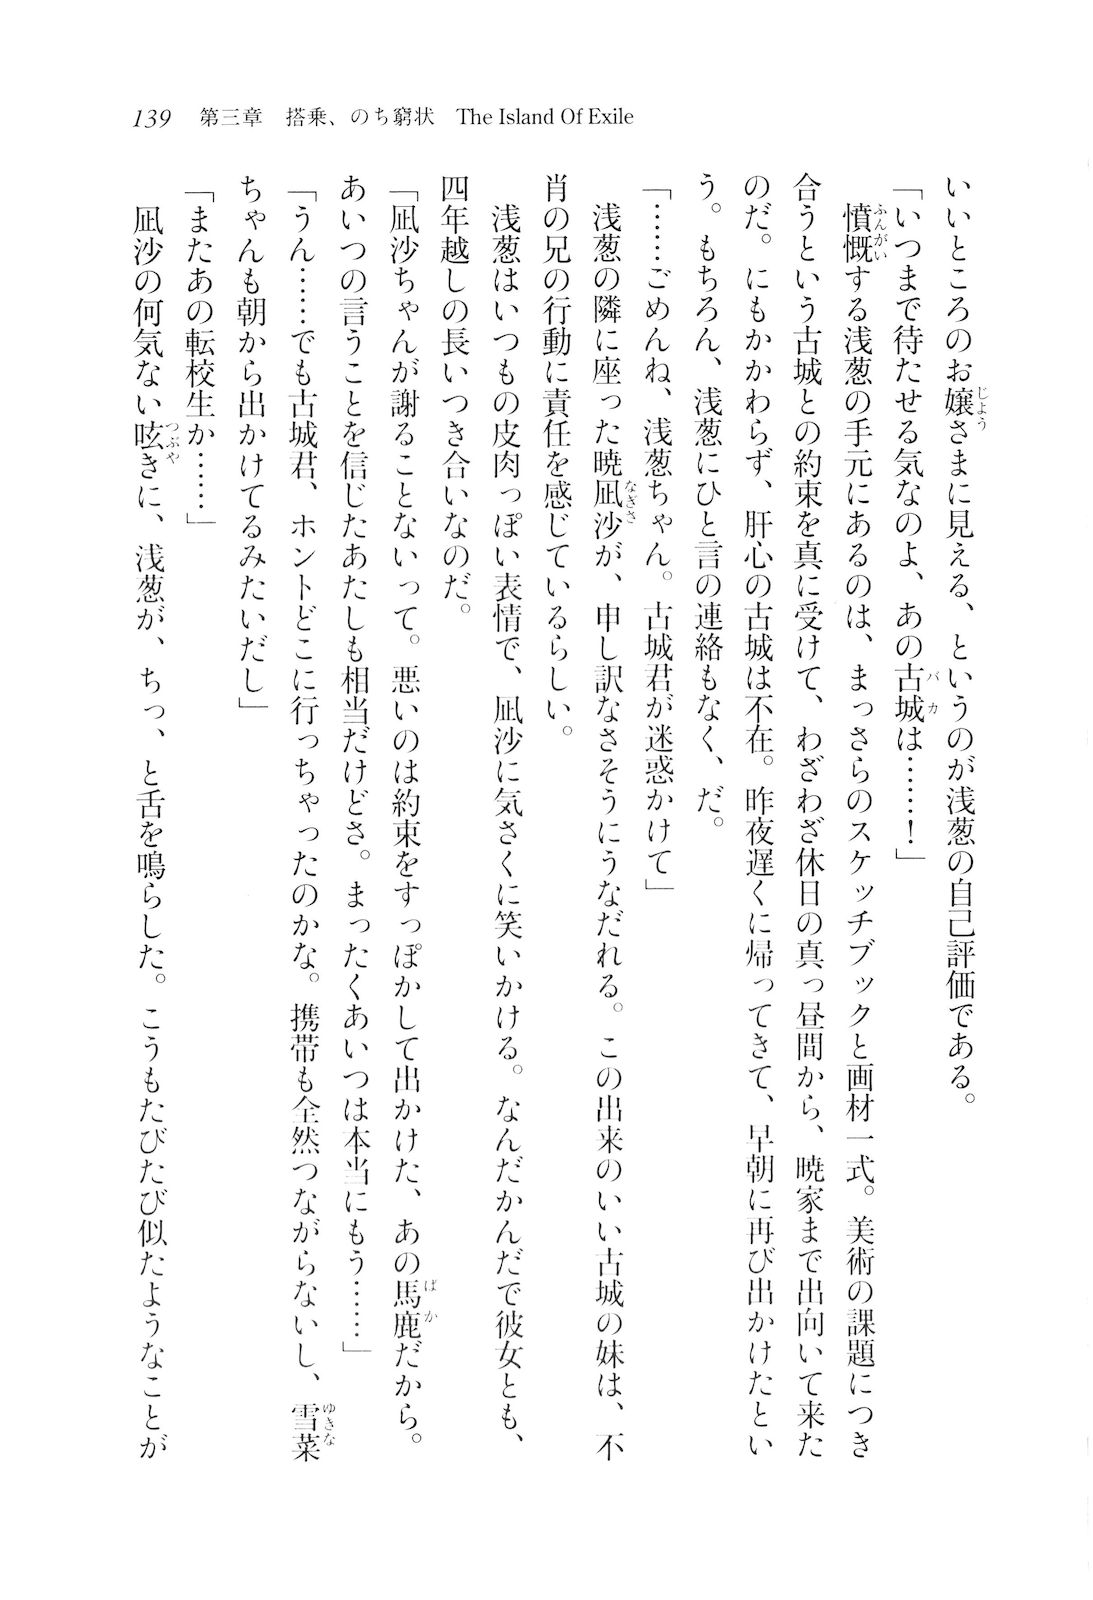 139　第三章　搭乗、のち窮状　The Island Of Exile
いいところのお嬢さまに見える、というのが浅葱の自己評価である。
「いつまで待たせる気なのよ、あの古城は……！」
　憤慨する浅葱の手元にあるのは、まっさらのスケッチブックと画材一式。美術の課題につき
合うという古城との約束を真に受けて、わざわざ休日の真っ昼間から、暁家まで出向いて来た
のだ。にもかかわらず、肝心の古城は不在。昨夜遅くに帰ってきて、早朝に再び出かけたとい
う。もちろん、浅葱にひと言の連絡もなく、だ。
「……ごめんね、浅葱ちゃん。古城君が迷惑かけて」
　浅葱の隣に座った暁凪沙が、申し訳なさそうにうなだれる。この出来のいい古城の妹は、不
肖の兄の行動に責任を感じているらしい。
　浅葱はいつもの皮肉っぽい表情で、凪沙に気さくに笑いかける。なんだかんだで彼女とも、
四年越しの長いつき合いなのだ。
「凪沙ちゃんが謝ることないって。悪いのは約束をすっぽかして出かけた、あの馬鹿だから。
あいつの言うことを信じたあたしも相当だけどさ。まったくあいつは本当にもう……」
「うん……でも古城君、ホントどこに行っちゃったのかな。携帯も全然つながらないし、雪菜
ちゃんも朝から出かけてるみたいだし」
「またあの転校生か……」
　凪沙の何気ない呟きに、浅葱が、ちっ、と舌を鳴らした。こうもたびたび似たようなことが